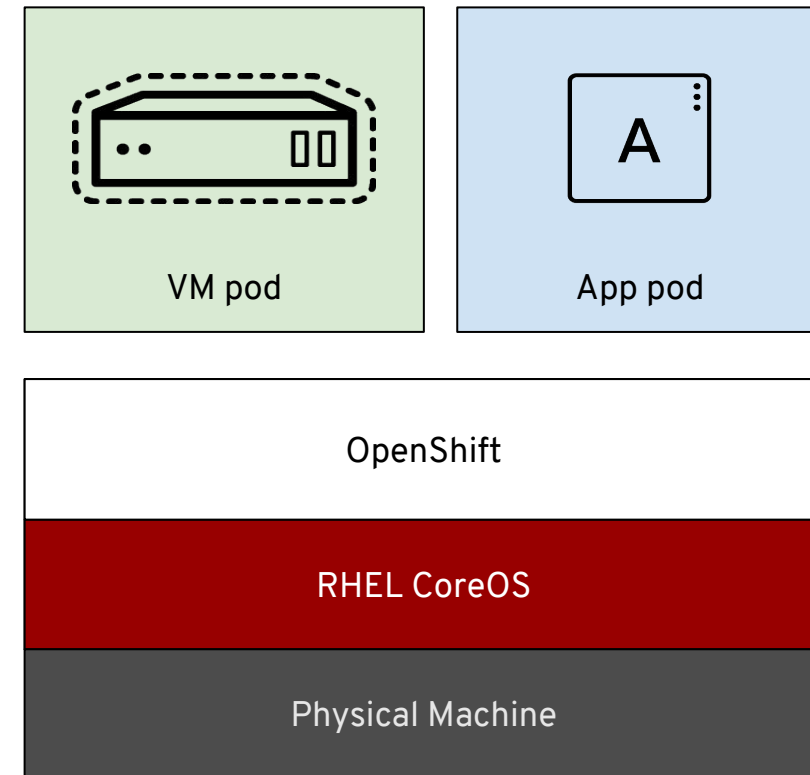 A
VM pod
App pod
OpenShift
RHEL CoreOS
Physical Machine